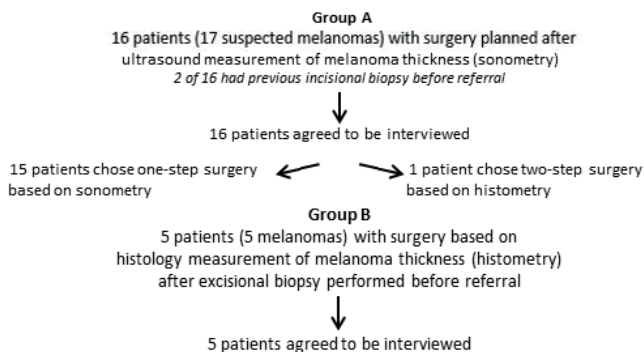 Group A
16 patients (17 suspected melanomas) with surgery planned after
ultrasound measurement of melanoma thickness (sonometry)
2 of 16 had previous incisional biopsy before referral
16 patients agreed to be interviewed
15 patients chose one-step surgery
based on sonometry
1 patient chose two-step surgery
based on histometry
Group B
5 patients (5 melanomas) with surgery based on
histology measurement of melanoma thickness (histometry)
after excisional biopsy performed before referral
5 patients agreed to be interviewed